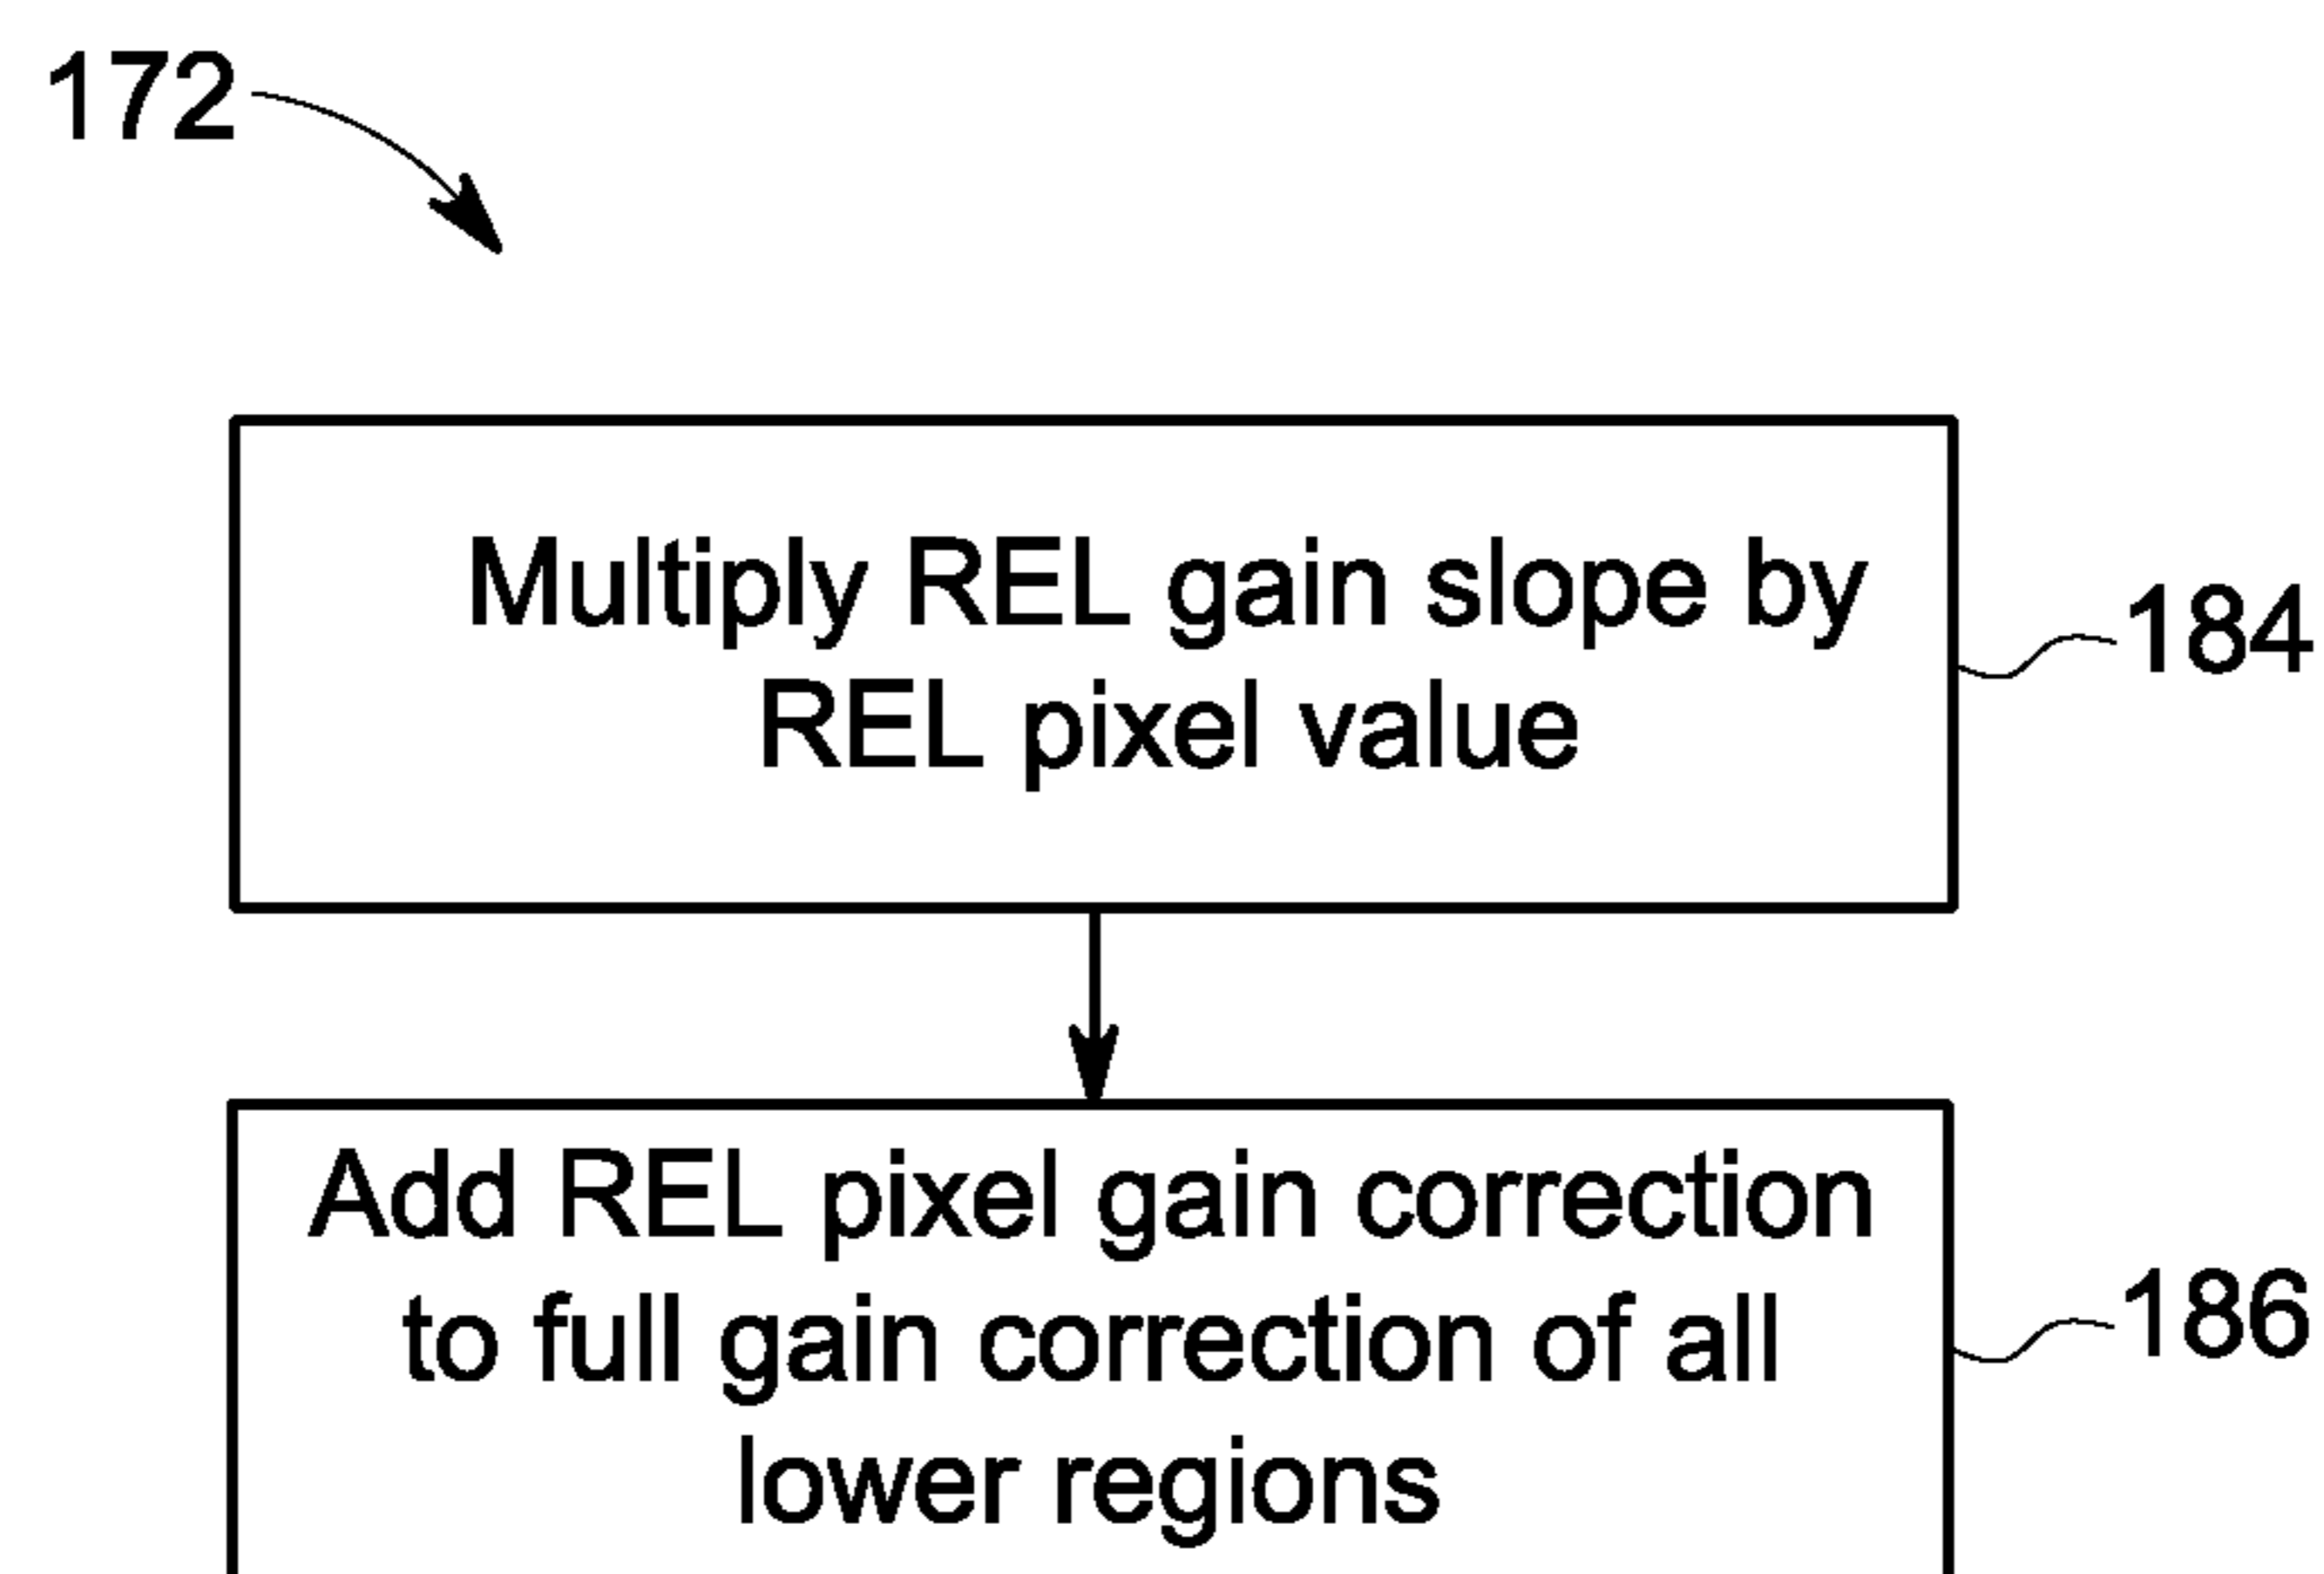 172
Multiply REL gain slope by
REL pixel value
184
Add REL pixel gain correction
to full gain correction of all
lower regions
186